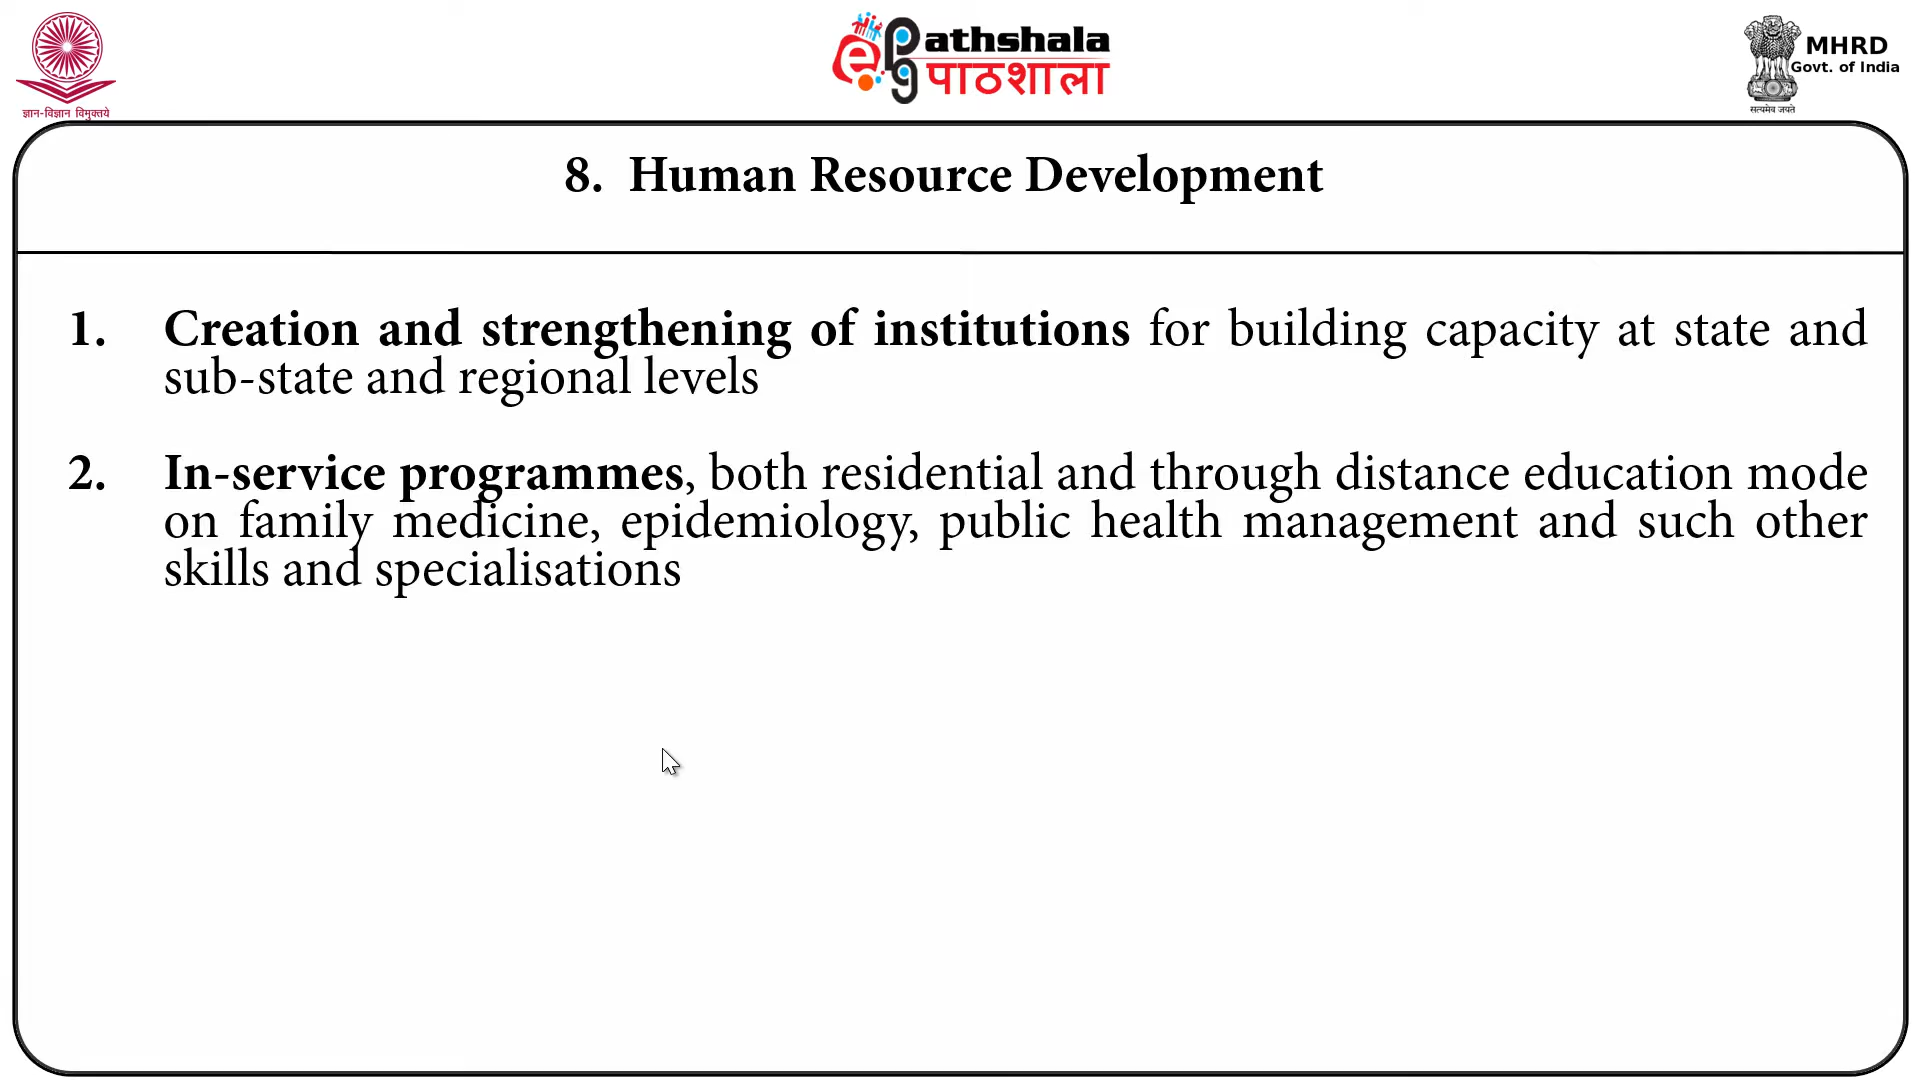 ज्ञान-विज्ञान विमुक्तये
e pg Pathshala
पाठशाला
MHRD
Govt. of India
सत्यमेव जयते
8. Human Resource Development
1. Creation and strengthening of institutions for building capacity at state and
sub-state and regional levels
2. In-service programmes, both residential and through distance education mode
on family medicine, epidemiology, public health management and such other
skills and specialisations